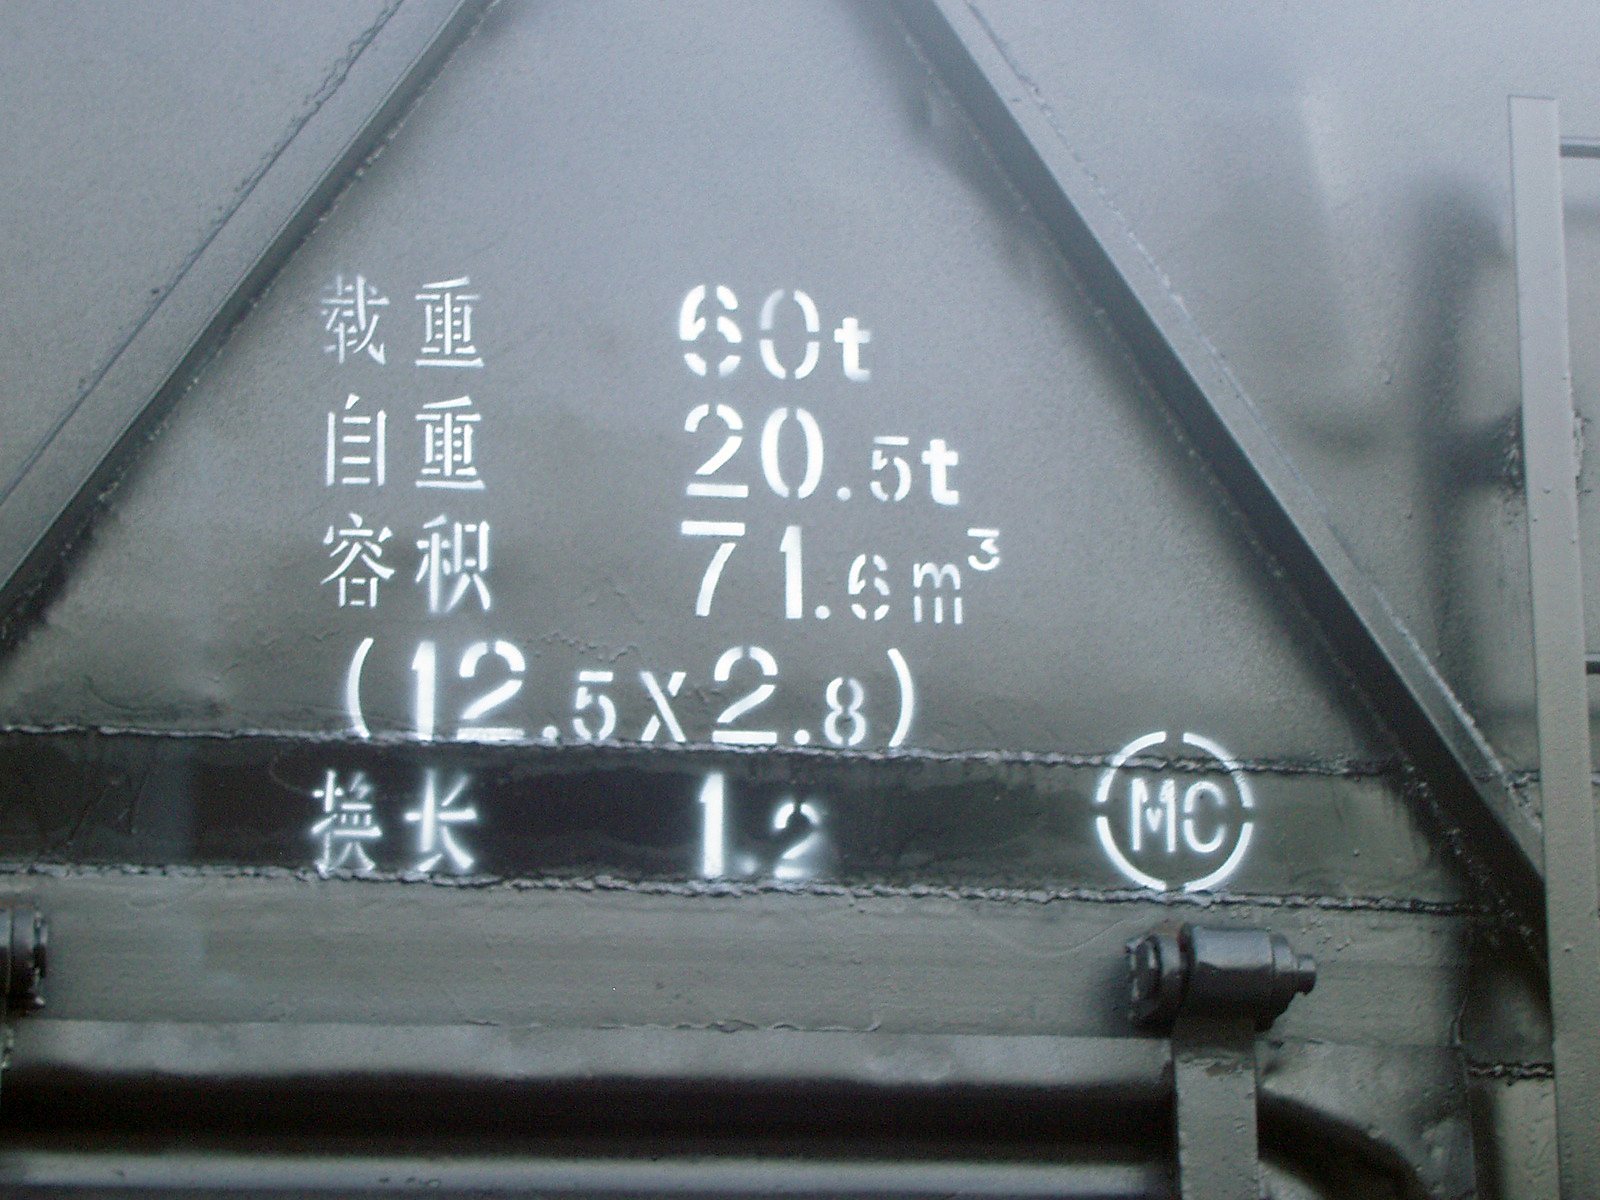 载重 60t
自重 20.5t
容积 71.6m³
(12.5X2.8)
换长 1.2
MC